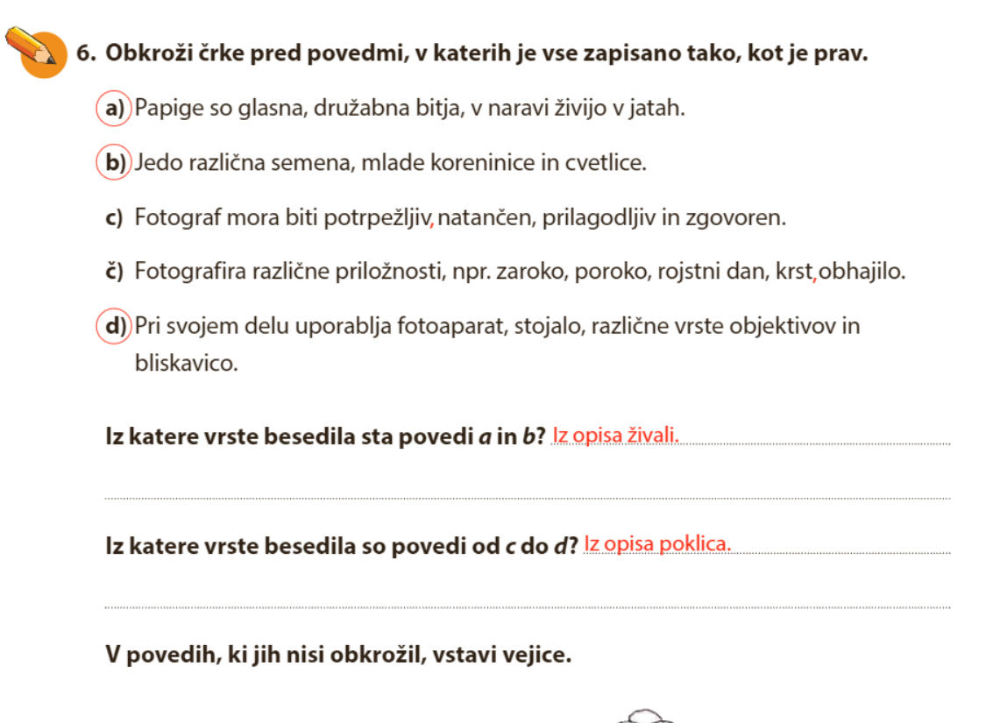 6. Obkroži črke pred povedmi, v katerih je vse zapisano tako, kot je prav.
a) Papige so glasna, družabna bitja, v naravi živijo v jatah.
b) Jedo različna semena, mlade koreninice in cvetlice.
c) Fotograf mora biti potrpežljiv, natančen, prilagodljiv in zgovoren.
č) Fotografira različne priložnosti, npr. zaroko, poroko, rojstni dan, krst, obhajilo.
d) Pri svojem delu uporablja fotoaparat, stojalo, različne vrste objektivov in
bliskavico.
Iz katere vrste besedila sta povedi a in b? Iz opisa živali.
Iz katere vrste besedila so povedi od c do d? Iz opisa poklica.
V povedih, ki jih nisi obkrožil, vstavi vejice.